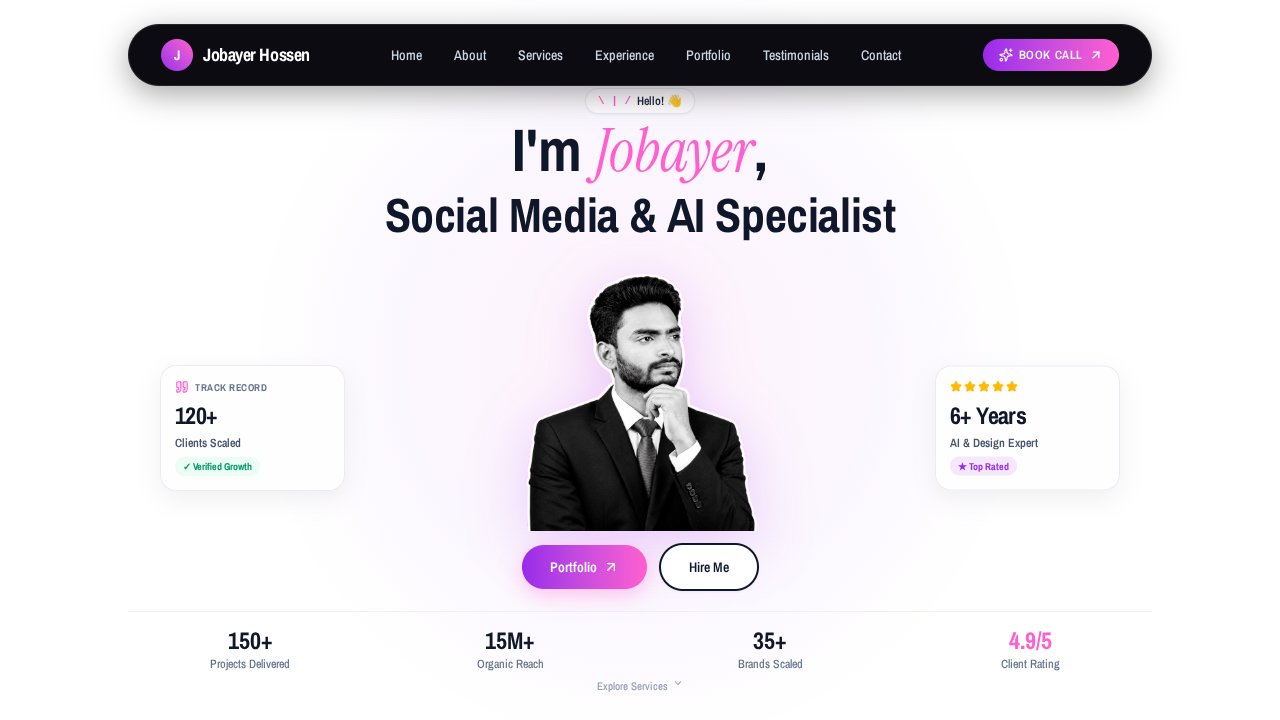 J Jobayer Hossen Home About Services Experience Portfolio Testimonials Contact BOOK CALL
\ | / Hello! 👋
I'm Jobayer,
Social Media & AI Specialist
TRACK RECORD
120+
Clients Scaled
✓ Verified Growth
6+ Years
AI & Design Expert
★ Top Rated
Portfolio
Hire Me
150+
Projects Delivered
15M+
Organic Reach
35+
Brands Scaled
4.9/5
Client Rating
Explore Services